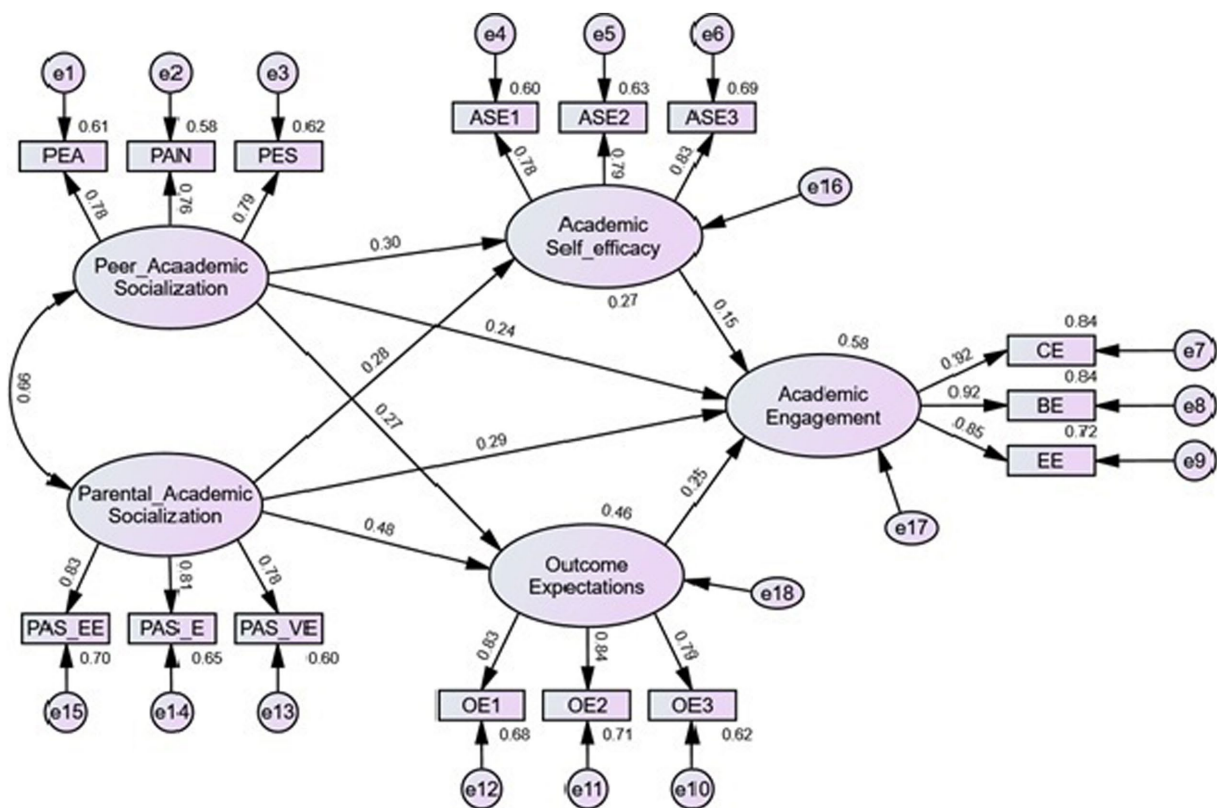 e1
e2
e3
e4
e5
e6
0.61
0.58
0.62
0.60
0.63
0.69
PEA
PAIN
PES
ASE1
ASE2
ASE3
0.78
0.76
0.79
0.78
0.79
0.83
e16
Peer_Acaademic
Socialization
Academic
Self_efficacy
0.27
0.30
0.24
0.28
0.27
0.15
0.66
0.58
Academic
Engagement
0.92
0.92
0.85
0.84
CE
e7
0.84
BE
e8
0.72
EE
e9
e17
0.29
0.48
0.25
Parental_Academic
Socialization
0.46
Outcome
Expectations
e18
0.83
0.81
0.78
PAS_EE
PAS_E
PAS_VE
0.70
0.65
0.60
e15
e14
e13
0.83
0.84
0.79
OE1
OE2
OE3
0.68
0.71
0.62
e12
e11
e10